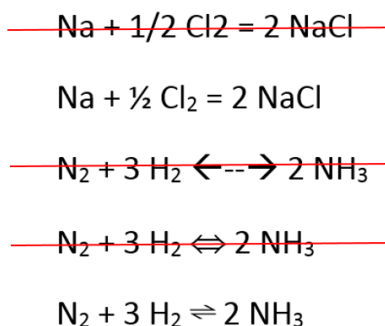 Na + 1/2 Cl2 = 2 NaCl
Na + ½ Cl₂ = 2 NaCl
N₂ + 3 H₂ ←--→ 2 NH₃
N₂ + 3 H₂ ⇔ 2 NH₃
N₂ + 3 H₂ ⇌ 2 NH₃